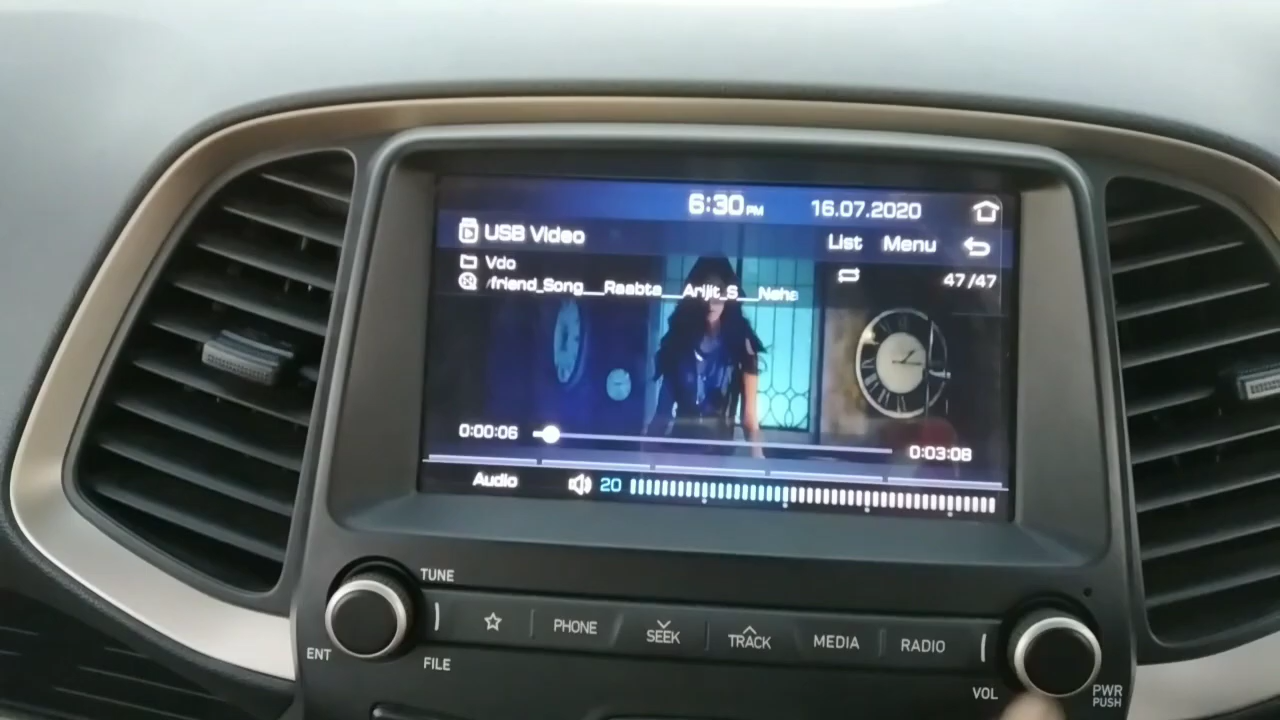 6:30 PM 16.07.2020
USB Video List Menu
Vdo
/friend_Song__Raabta__Arijit_S__Neha 47/47
0:00:06 0:03:08
Audio 20
TUNE
PHONE SEEK TRACK MEDIA RADIO
ENT FILE VOL PWR
PUSH